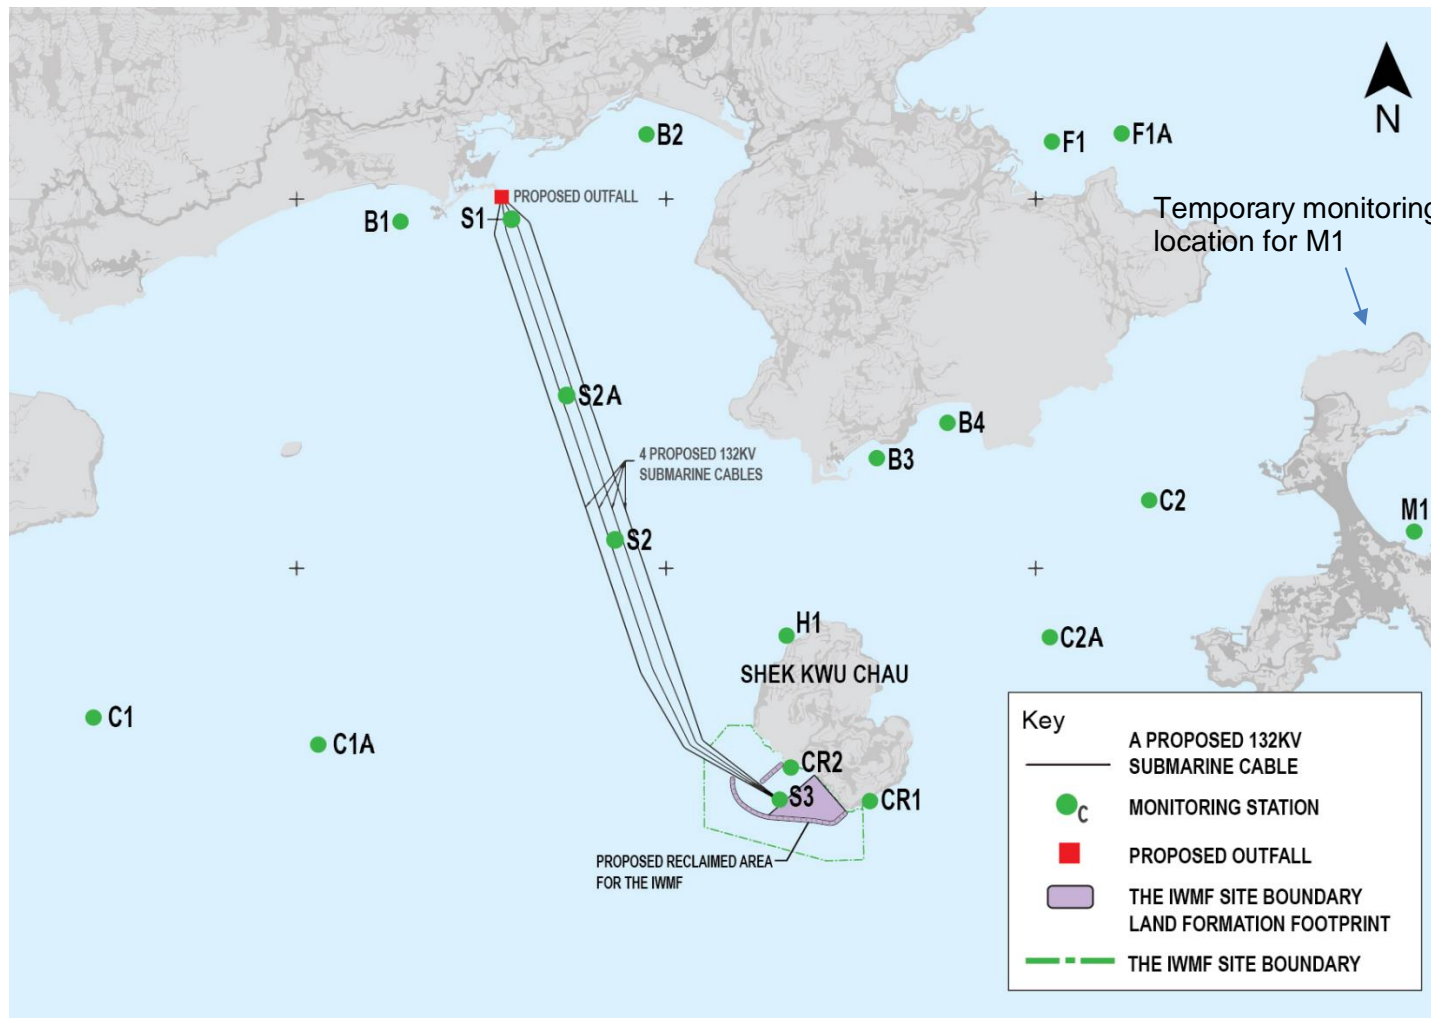 N
B2
F1
F1A
PROPOSED OUTFALL
B1
S1
Temporary monitoring
location for M1
S2A
B4
B3
4 PROPOSED 132KV
SUBMARINE CABLES
C2
M1
S2
H1
C2A
SHEK KWU CHAU
C1
C1A
CR2
S3
CR1
PROPOSED RECLAIMED AREA
FOR THE IWMF
Key
A PROPOSED 132KV
SUBMARINE CABLE
C
MONITORING STATION
PROPOSED OUTFALL
THE IWMF SITE BOUNDARY
LAND FORMATION FOOTPRINT
THE IWMF SITE BOUNDARY